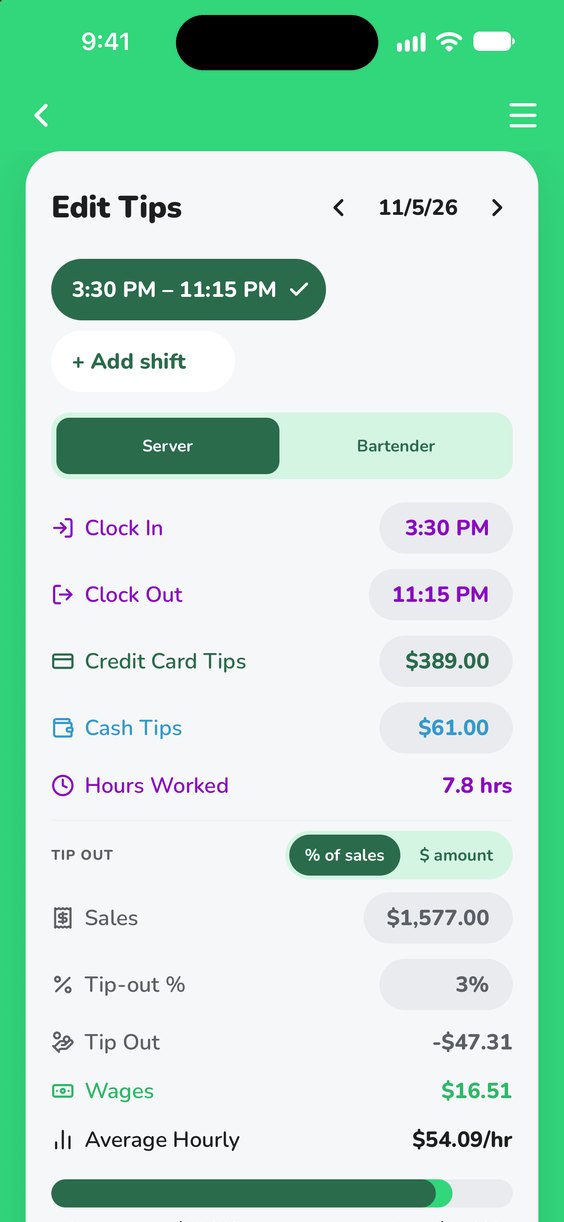 9:41
Edit Tips
11/5/26
3:30 PM – 11:15 PM
+ Add shift
Server
Bartender
Clock In
3:30 PM
Clock Out
11:15 PM
Credit Card Tips
$389.00
Cash Tips
$61.00
Hours Worked
7.8 hrs
TIP OUT
% of sales
$ amount
Sales
$1,577.00
Tip-out %
3%
Tip Out
-$47.31
Wages
$16.51
Average Hourly
$54.09/hr